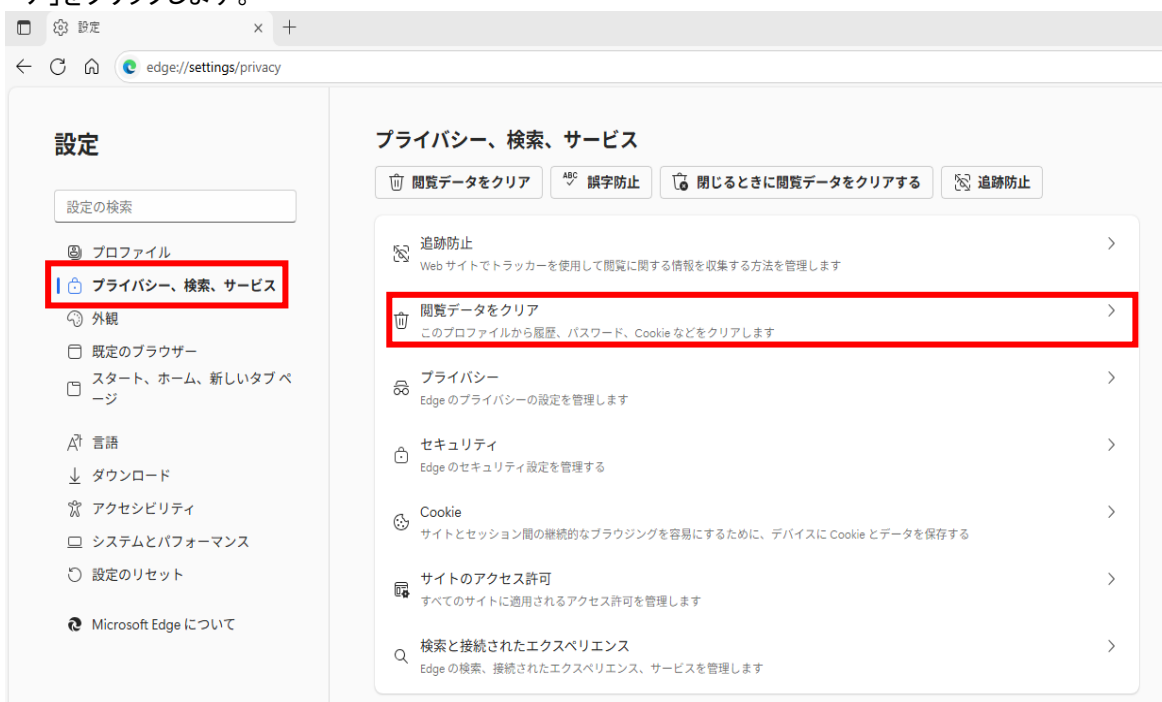 」をクリックします。
設定
edge://settings/privacy
設定
設定の検索
プロファイル
プライバシー、検索、サービス
外観
既定のブラウザー
スタート、ホーム、新しいタブ ペ
ージ
言語
ダウンロード
アクセシビリティ
システムとパフォーマンス
設定のリセット
Microsoft Edge について
プライバシー、検索、サービス
閲覧データをクリア
ABC 誤字防止
閉じるときに閲覧データをクリアする
追跡防止
追跡防止
Web サイトでトラッカーを使用して閲覧に関する情報を収集する方法を管理します
閲覧データをクリア
このプロファイルから履歴、パスワード、Cookie などをクリアします
プライバシー
Edge のプライバシーの設定を管理します
セキュリティ
Edge のセキュリティ設定を管理する
Cookie
サイトとセッション間の継続的なブラウジングを容易にするために、デバイスに Cookie とデータを保存する
サイトのアクセス許可
すべてのサイトに適用されるアクセス許可を管理します
検索と接続されたエクスペリエンス
Edge の検索、接続されたエクスペリエンス、サービスを管理します